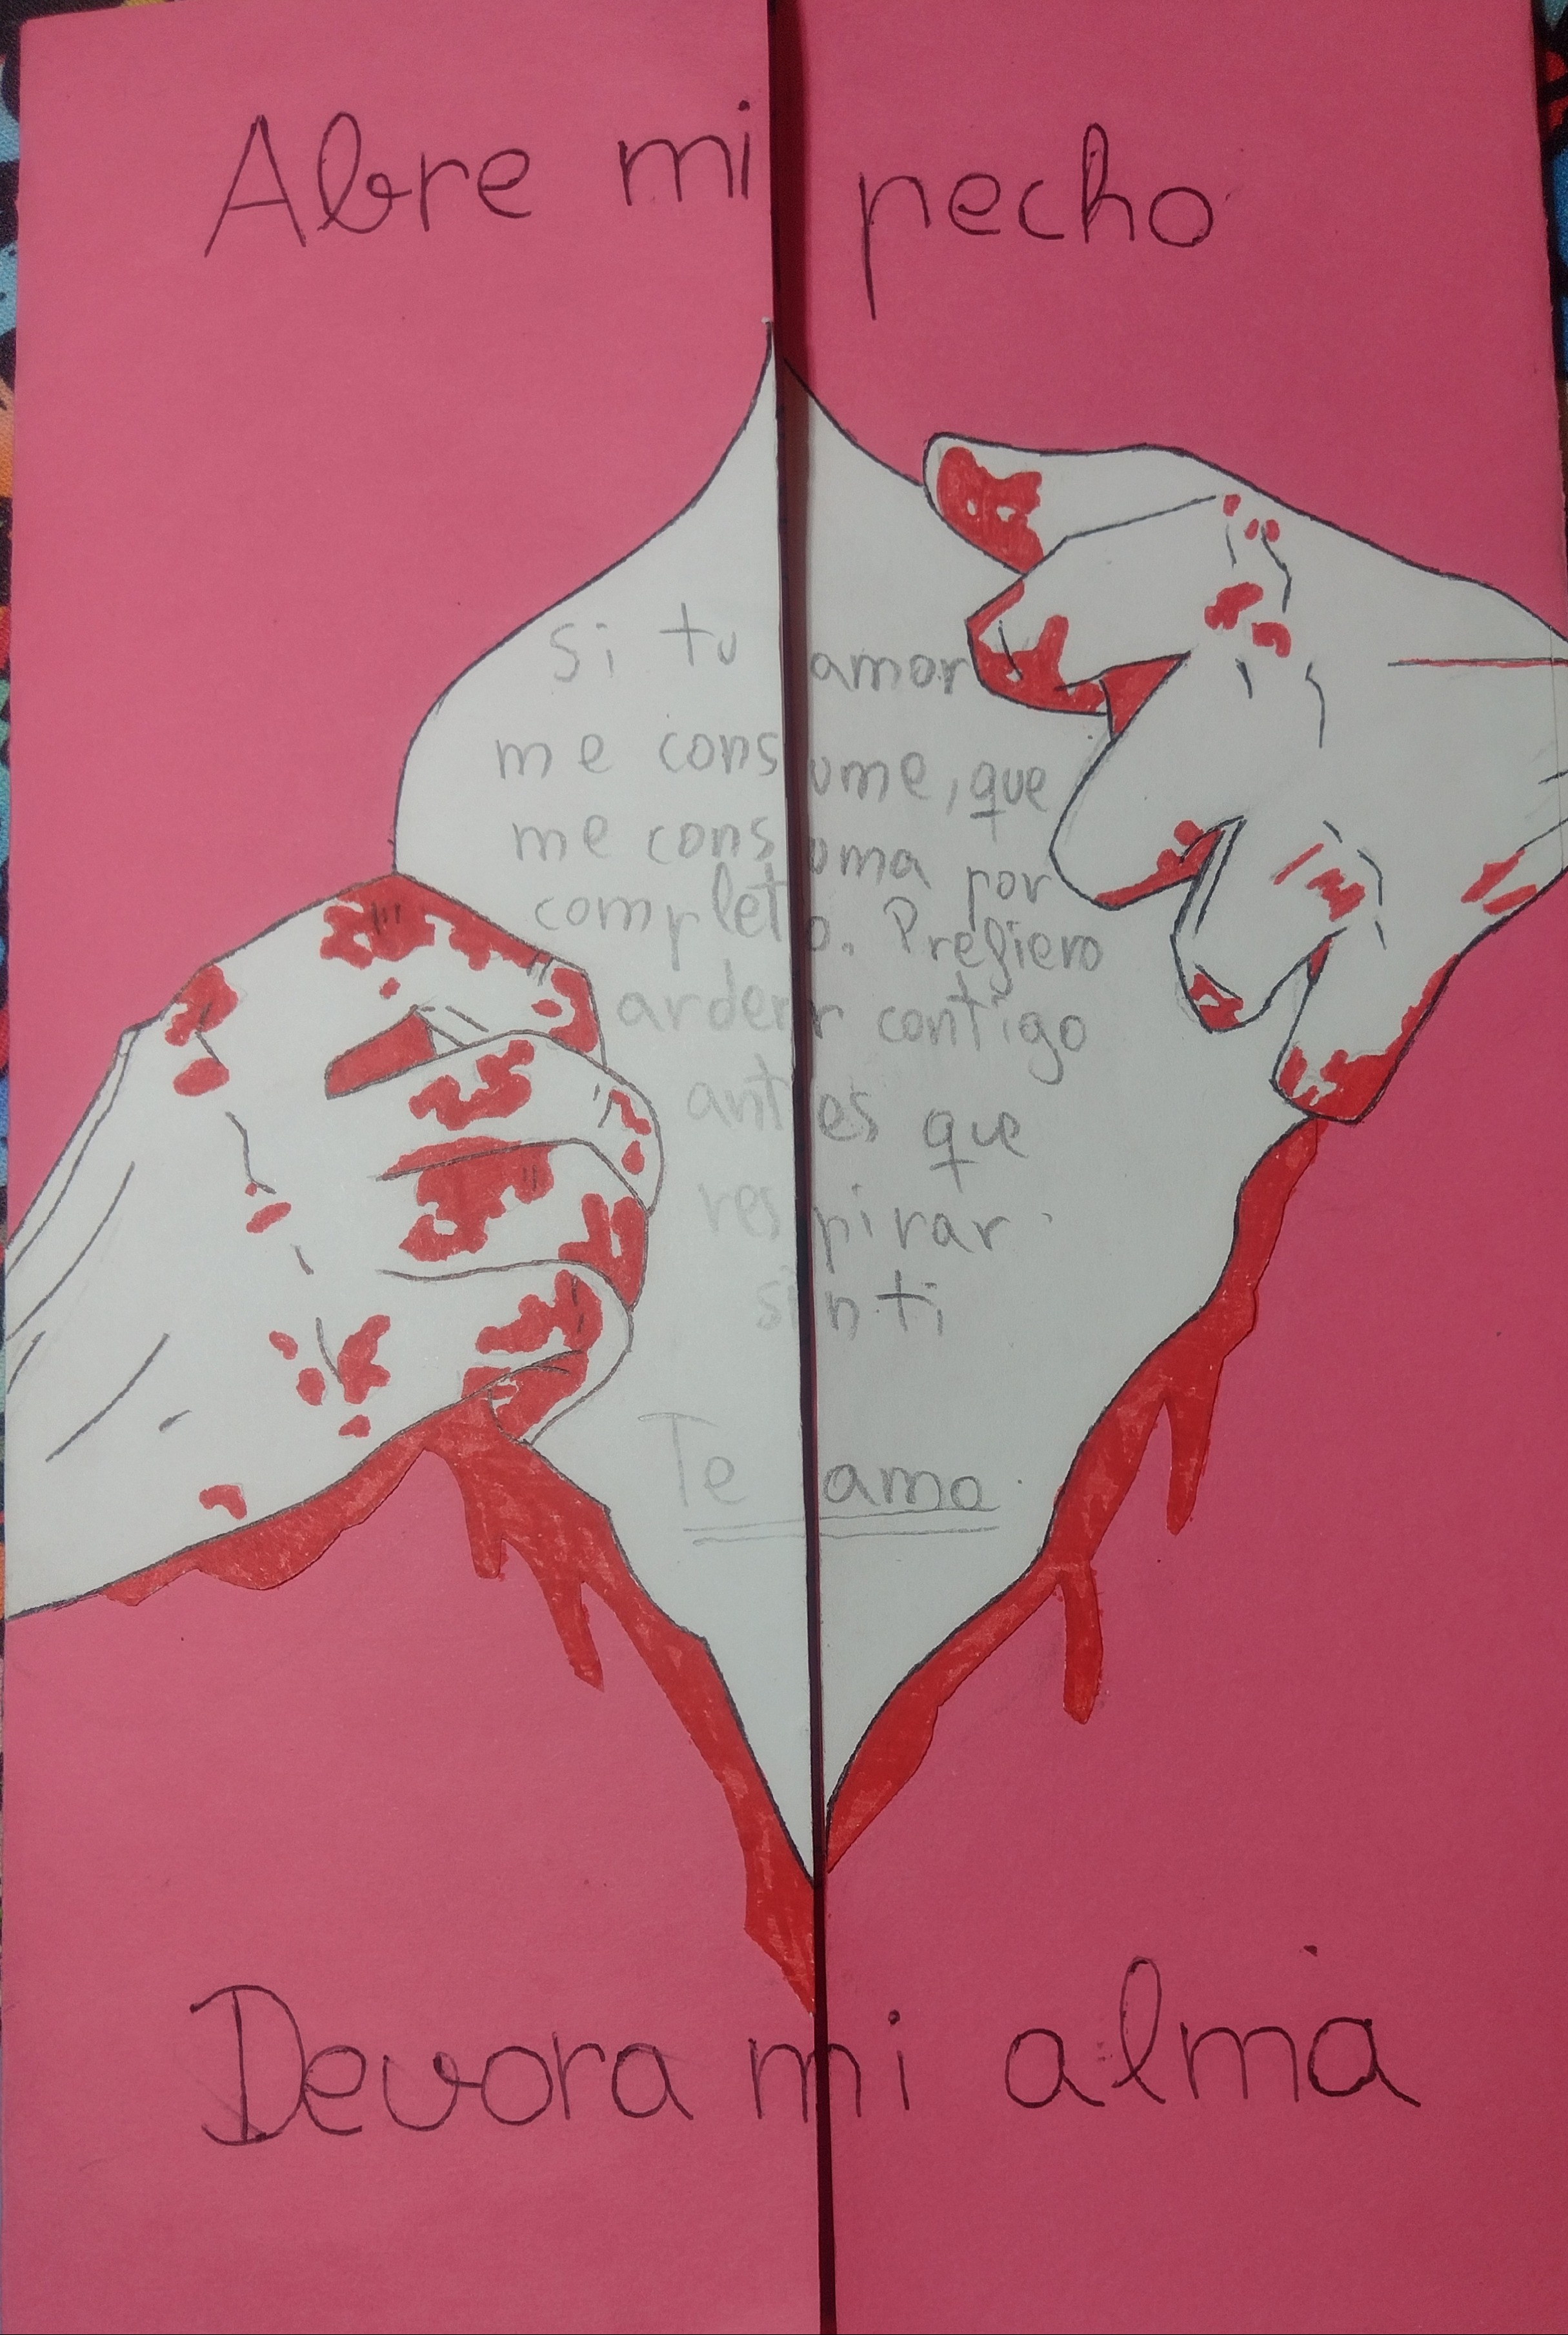 Abre mi pecho
Si tu amor
me consume, que
me consuma por
completo. Prefiero
arder contigo
antes que
respirar
sin ti
Te amo
Devora mi alma